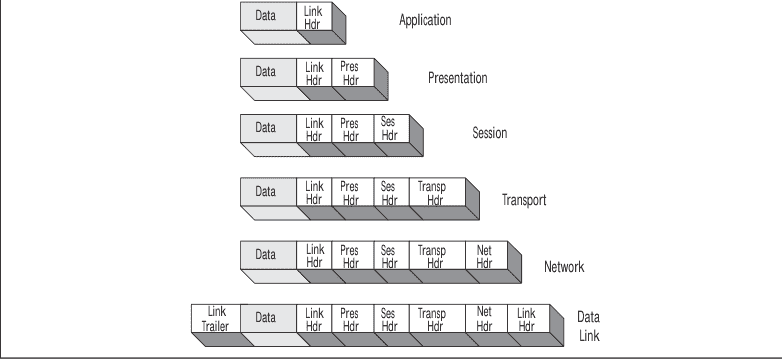 Data Link Hdr Application
Data Link Hdr Pres Hdr Presentation
Data Link Hdr Pres Hdr Ses Hdr Session
Data Link Hdr Pres Hdr Ses Hdr Transp Hdr Transport
Data Link Hdr Pres Hdr Ses Hdr Transp Hdr Net Hdr Network
Link Trailer Data Link Hdr Pres Hdr Ses Hdr Transp Hdr Net Hdr Link Hdr Data Link